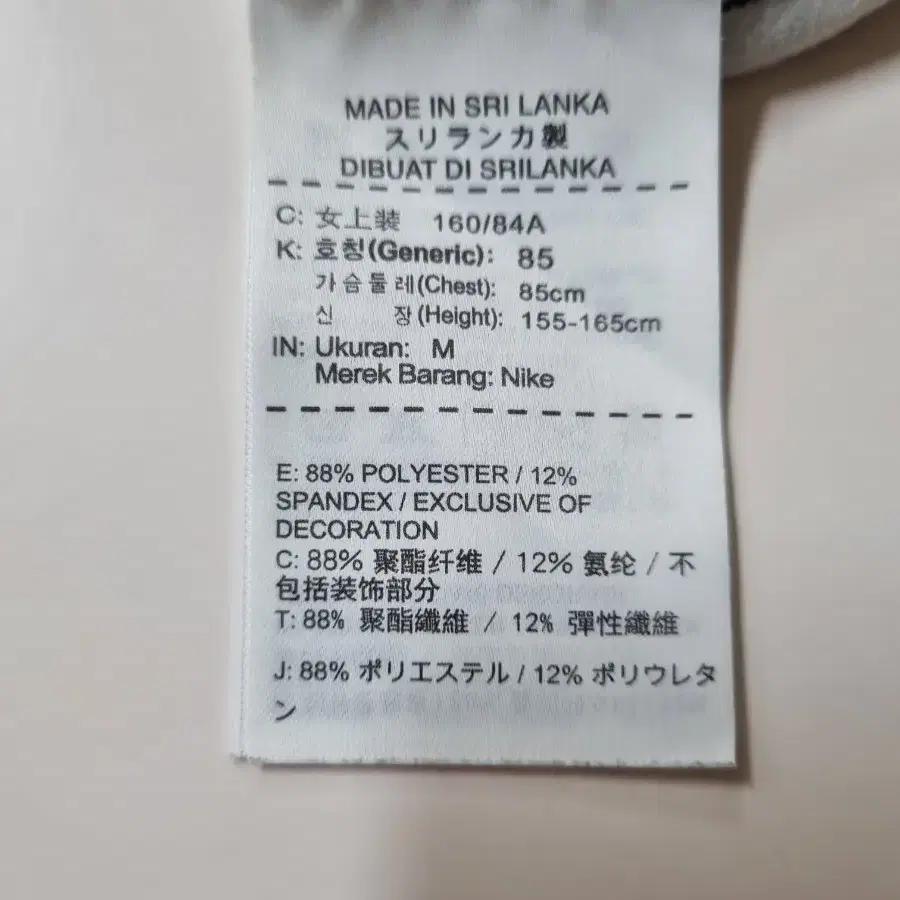 MADE IN SRI LANKA
スリランカ製
DIBUAT DI SRILANKA
C: 女上装 160/84A
K: 호칭(Generic): 85
가슴둘레(Chest): 85cm
신 장(Height): 155-165cm
IN: Ukuran: M
Merek Barang: Nike
E: 88% POLYESTER / 12%
SPANDEX / EXCLUSIVE OF
DECORATION
C: 88% 聚酯纤维 / 12% 氨纶 / 不
包括装饰部分
T: 88% 聚酯纖維 / 12% 彈性纖維
J: 88% ポリエステル / 12% ポリウレタ
ン